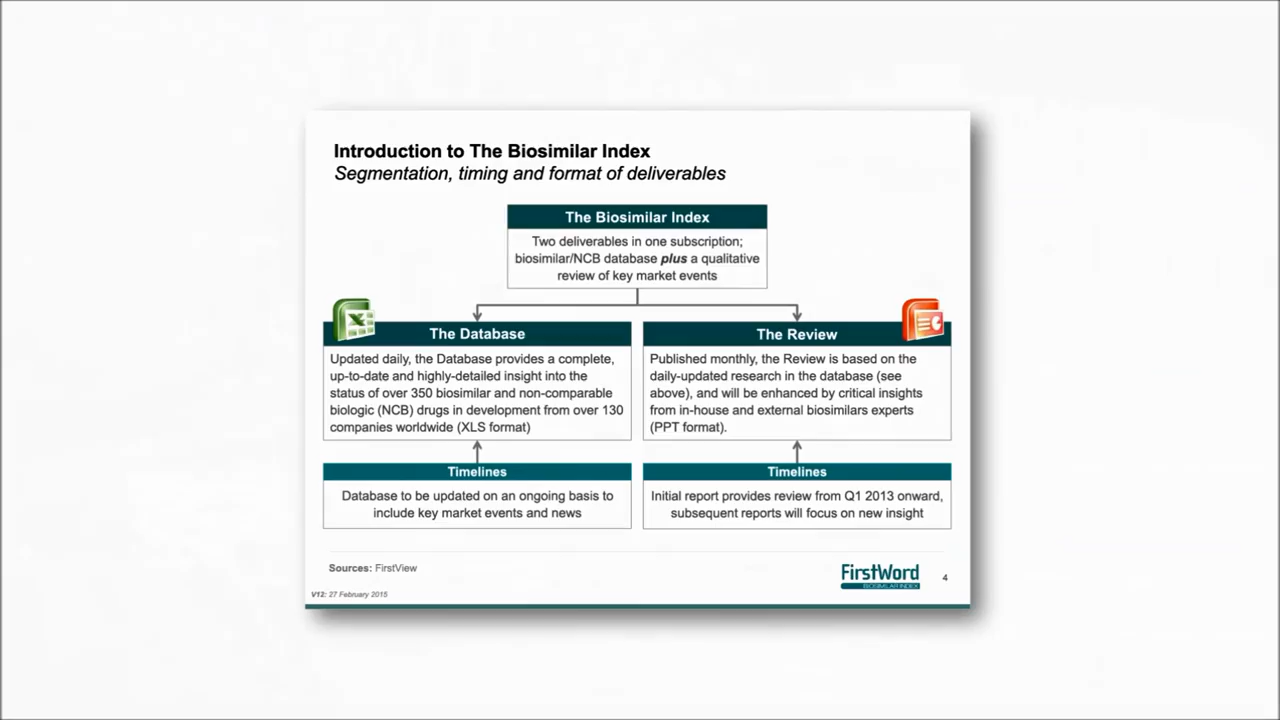 Introduction to The Biosimilar Index
Segmentation, timing and format of deliverables
The Biosimilar Index
Two deliverables in one subscription;
biosimilar/NCB database plus a qualitative
review of key market events
The Database
Updated daily, the Database provides a complete,
up-to-date and highly-detailed insight into the
status of over 350 biosimilar and non-comparable
biologic (NCB) drugs in development from over 130
companies worldwide (XLS format)
The Review
Published monthly, the Review is based on the
daily-updated research in the database (see
above), and will be enhanced by critical insights
from in-house and external biosimilars experts
(PPT format).
Timelines
Database to be updated on an ongoing basis to
include key market events and news
Timelines
Initial report provides review from Q1 2013 onward,
subsequent reports will focus on new insight
Sources: FirstView
FirstWord
BIOSIMILAR INDEX
4
V12: 27 February 2015